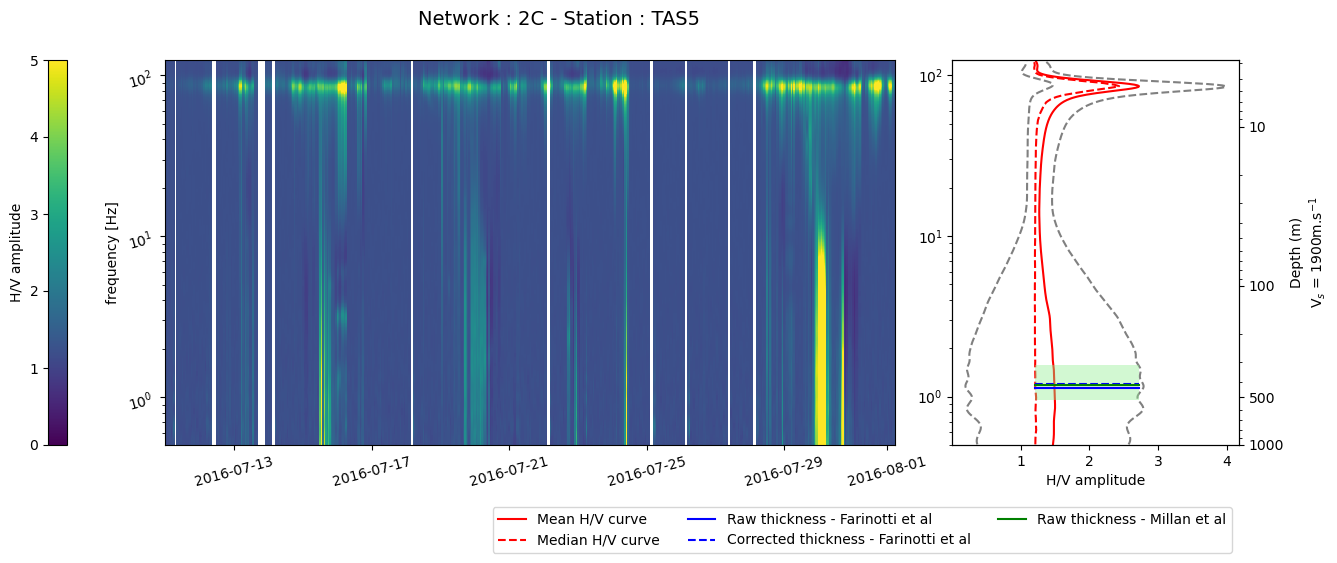 Network : 2C - Station : TAS5
5
4
3
2
1
0
H/V amplitude
10²
10¹
10⁰
frequency [Hz]
2016-07-13
2016-07-17
2016-07-21
2016-07-25
2016-07-29
2016-08-01
10²
10¹
10⁰
1
2
3
4
H/V amplitude
10
100
500
1000
Depth (m)
Vₛ = 1900m.s⁻¹
Mean H/V curve
Median H/V curve
Raw thickness - Farinotti et al
Corrected thickness - Farinotti et al
Raw thickness - Millan et al